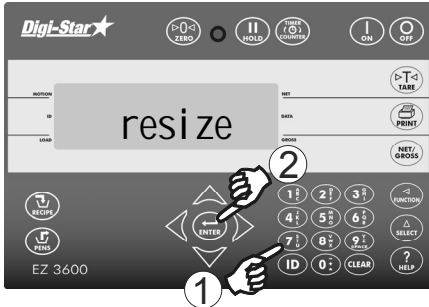 Digi-Star
ZERO
HOLD
TIMER
COUNTER
ON
OFF
MOTION
ID
LOAD
resize
NET
DATA
GROSS
T
TARE
PRINT
NET/
GROSS
RECIPE
PENS
EZ 3600
ENTER
2
1
1 A B C
2 D E F
3 G H I
FUNCTION
4 J K L
5 M N O
6 P Q R
SELECT
7 S T U
8 V W X
9 Y Z
SPACE
ID
0
CLEAR
?
HELP